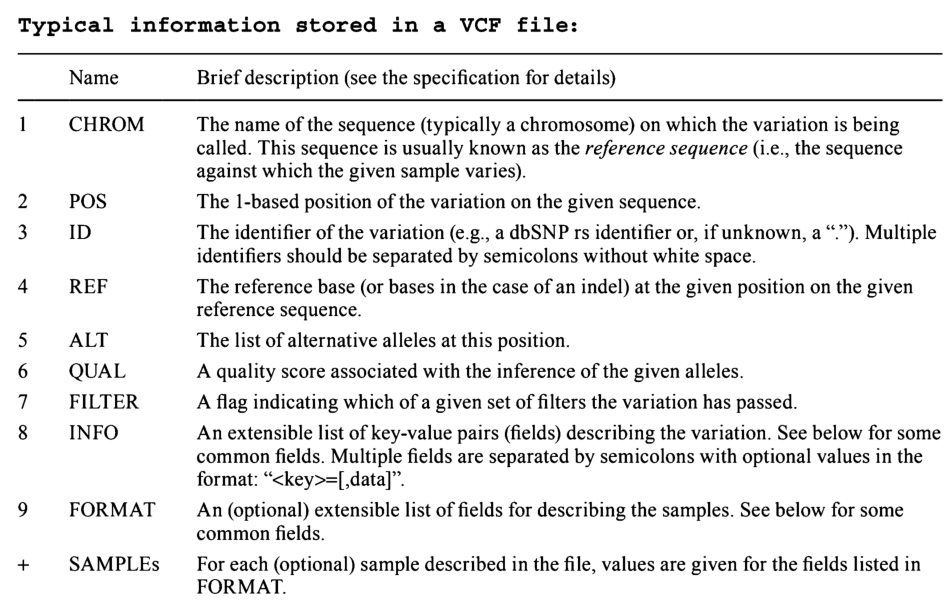 Typical information stored in a VCF file:
Name Brief description (see the specification for details)
1 CHROM The name of the sequence (typically a chromosome) on which the variation is being
called. This sequence is usually known as the reference sequence (i.e., the sequence
against which the given sample varies).
2 POS The 1-based position of the variation on the given sequence.
3 ID The identifier of the variation (e.g., a dbSNP rs identifier or, if unknown, a “.”). Multiple
identifiers should be separated by semicolons without white space.
4 REF The reference base (or bases in the case of an indel) at the given position on the given
reference sequence.
5 ALT The list of alternative alleles at this position.
6 QUAL A quality score associated with the inference of the given alleles.
7 FILTER A flag indicating which of a given set of filters the variation has passed.
8 INFO An extensible list of key-value pairs (fields) describing the variation. See below for some
common fields. Multiple fields are separated by semicolons with optional values in the
format: “<key>=[,data]”.
9 FORMAT An (optional) extensible list of fields for describing the samples. See below for some
common fields.
+ SAMPLEs For each (optional) sample described in the file, values are given for the fields listed in
FORMAT.